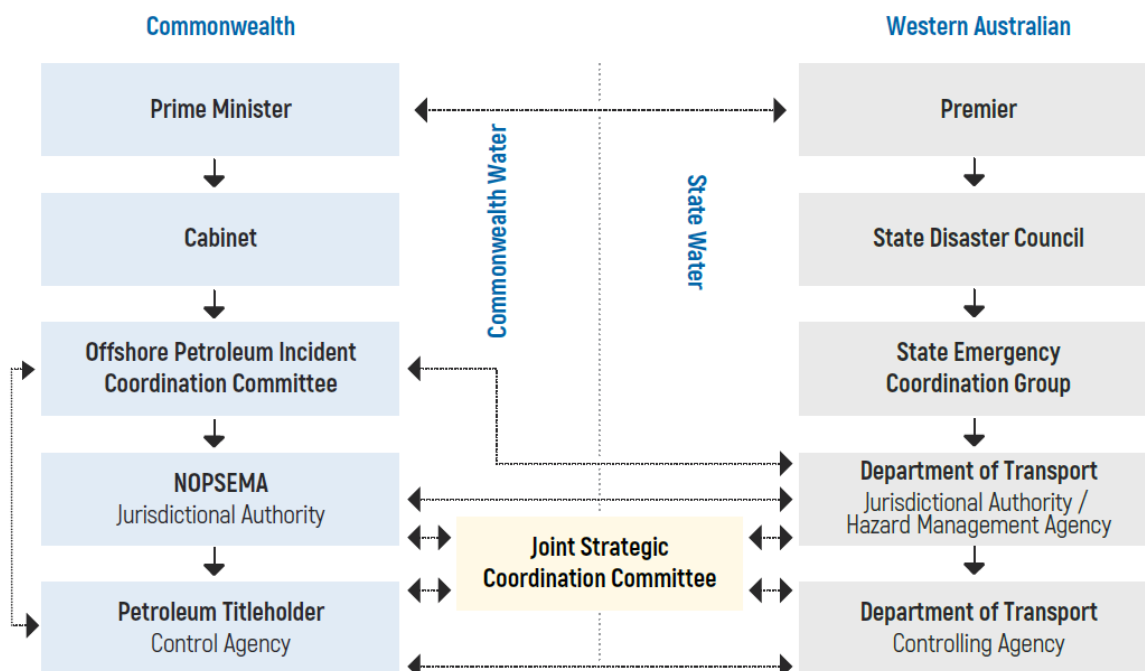 Commonwealth
Western Australian
Prime Minister
Premier
Commonwealth Water
State Water
Cabinet
State Disaster Council
Offshore Petroleum Incident
Coordination Committee
State Emergency
Coordination Group
NOPSEMA
Jurisdictional Authority
Department of Transport
Jurisdictional Authority /
Hazard Management Agency
Joint Strategic
Coordination Committee
Petroleum Titleholder
Control Agency
Department of Transport
Controlling Agency